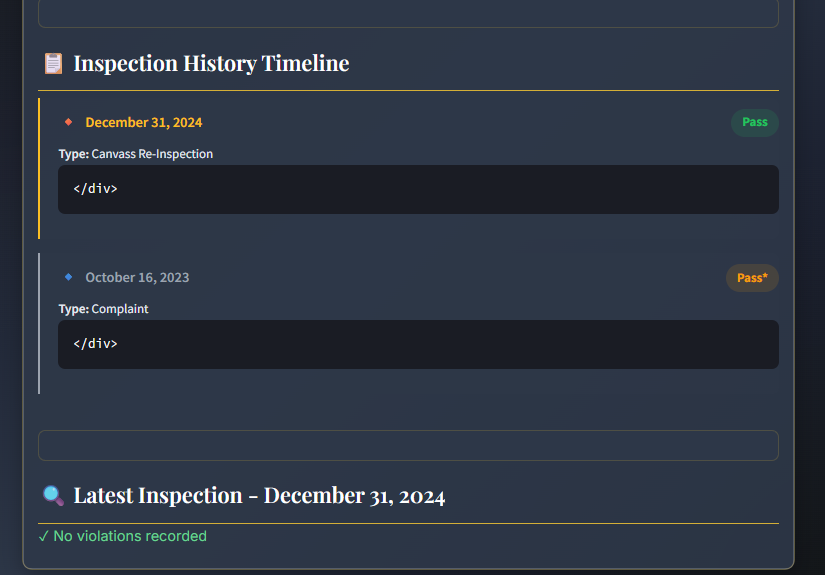 Inspection History Timeline
December 31, 2024
Pass
Type: Canvass Re-Inspection
</div>
October 16, 2023
Pass*
Type: Complaint
</div>
Latest Inspection - December 31, 2024
✓ No violations recorded